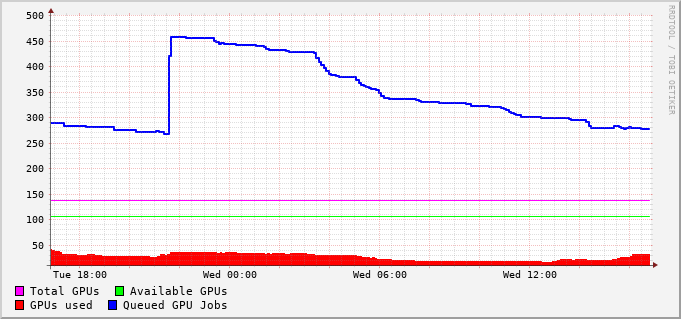 500
450
400
350
300
250
200
150
100
50
Tue 18:00 Wed 00:00 Wed 06:00 Wed 12:00
Total GPUs Available GPUs
GPUs used Queued GPU Jobs
RRDTOOL / TOBI OETIKER